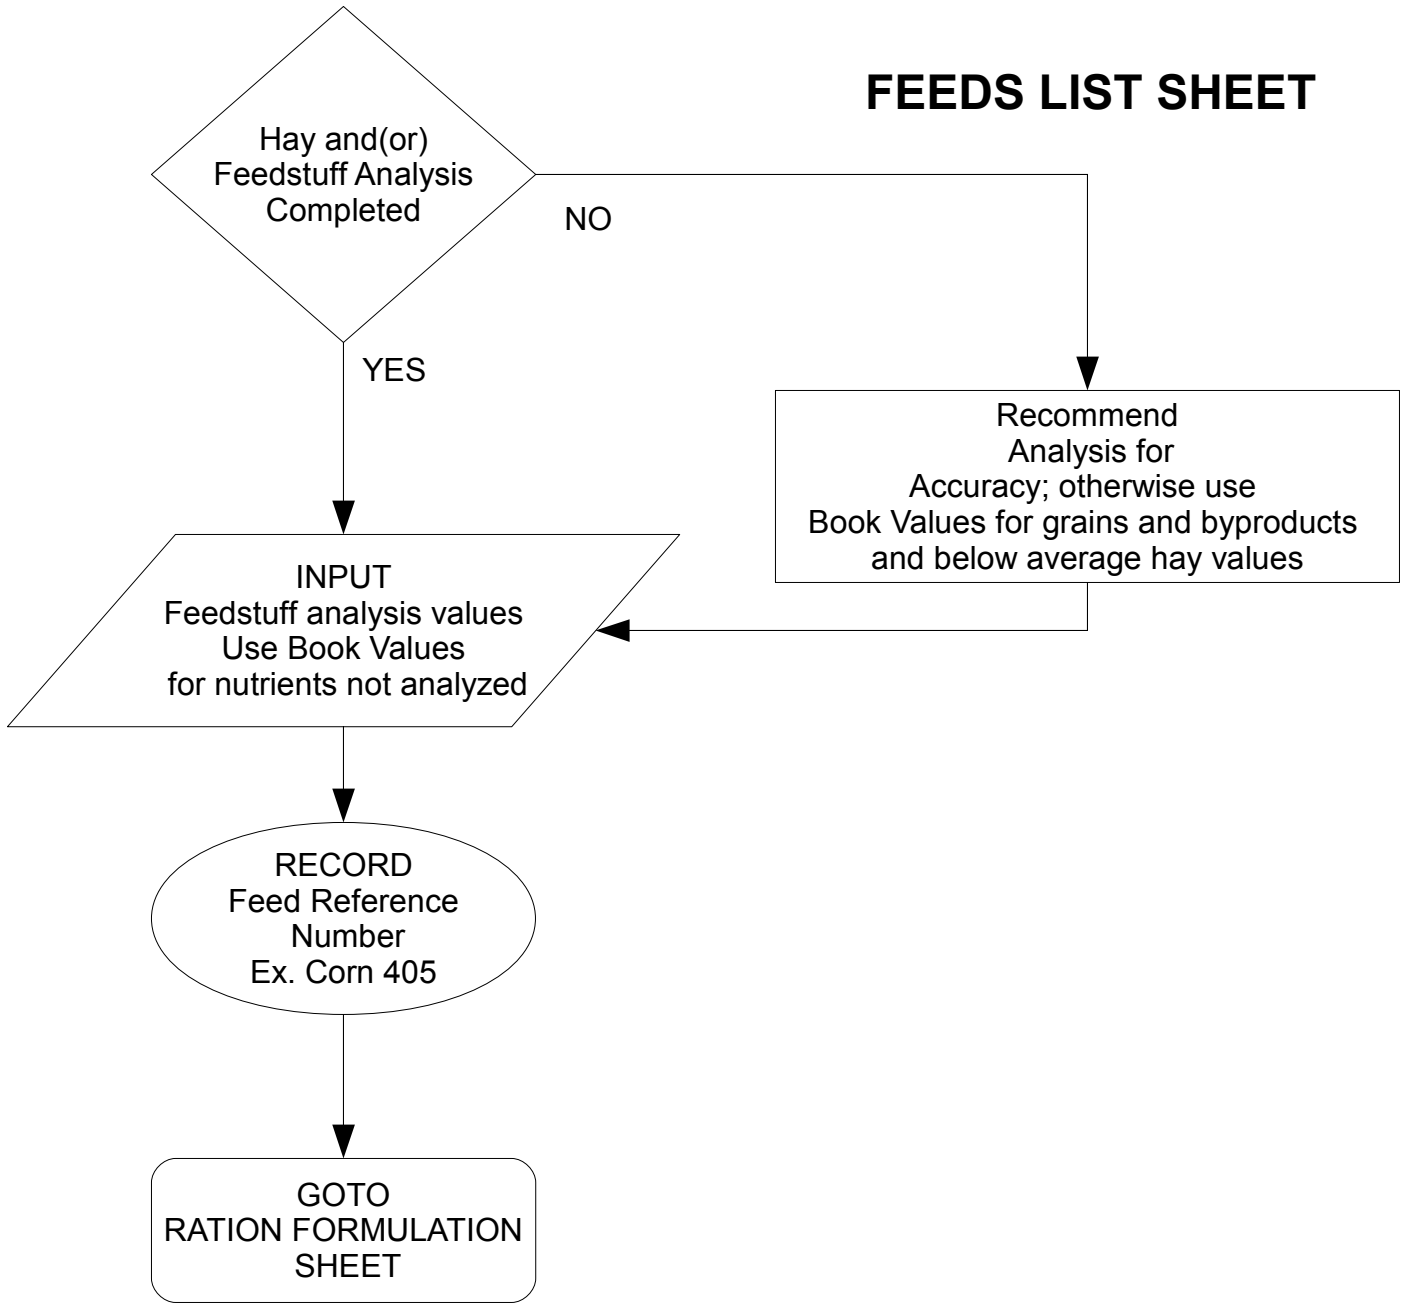 FEEDS LIST SHEET
Hay and(or)
Feedstuff Analysis
Completed
NO
YES
Recommend
Analysis for
Accuracy; otherwise use
Book Values for grains and byproducts
and below average hay values
INPUT
Feedstuff analysis values
Use Book Values
for nutrients not analyzed
RECORD
Feed Reference
Number
Ex. Corn 405
GOTO
RATION FORMULATION
SHEET